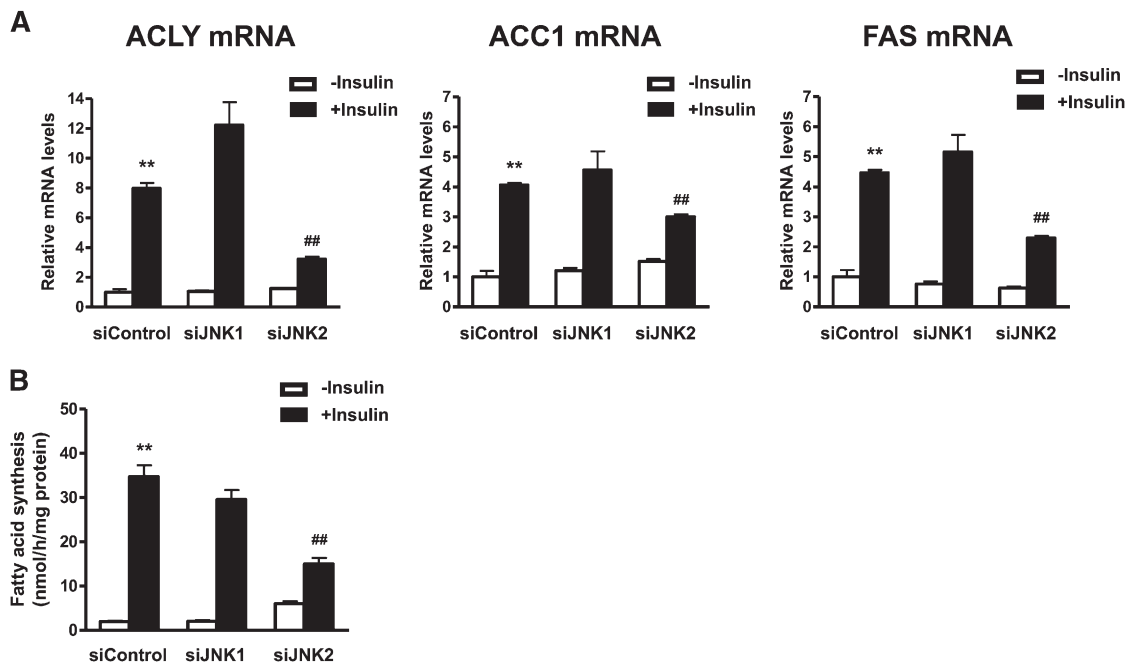 A
ACLY mRNA
ACC1 mRNA
FAS mRNA
-Insulin
+Insulin
Relative mRNA levels
14
12
10
8
6
4
2
0
**
##
siControl siJNK1 siJNK2
-Insulin
+Insulin
Relative mRNA levels
7
6
5
4
3
2
1
0
**
##
siControl siJNK1 siJNK2
-Insulin
+Insulin
Relative mRNA levels
7
6
5
4
3
2
1
0
**
##
siControl siJNK1 siJNK2
B
-Insulin
+Insulin
Fatty acid synthesis
(nmol/h/mg protein)
50
40
30
20
10
0
**
##
siControl siJNK1 siJNK2